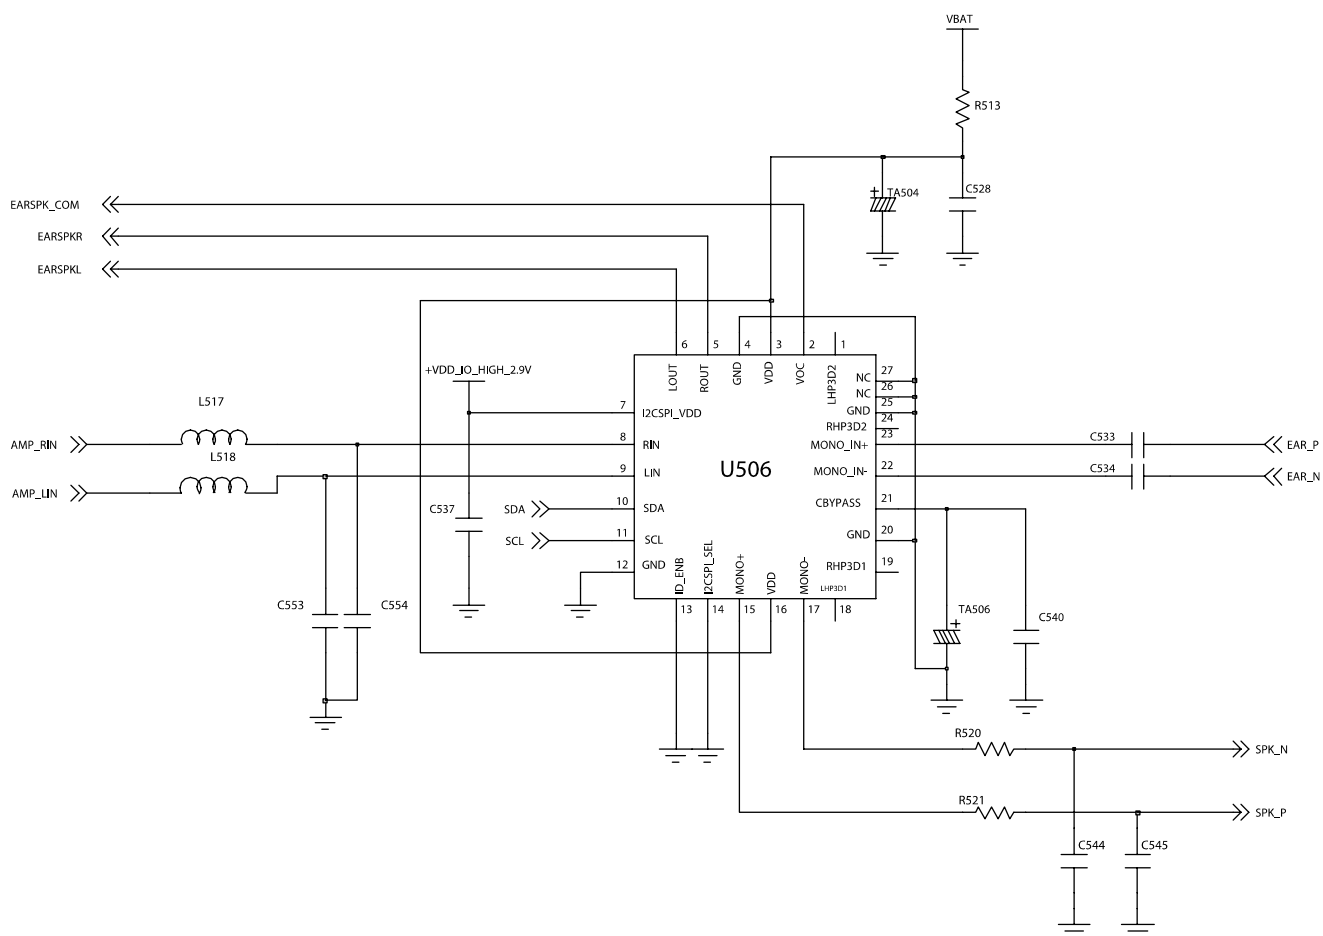 VBAT
R513
TA504
+
C528
EARSPK_COM
EARSPKR
EARSPKL
6
5
4
3
2
1
LOUT
ROUT
GND
VDD
VOC
LHP3D2
+VDD_IO_HIGH_2.9V
7
I2CSPI_VDD
L517
AMP_RIN
8
RIN
L518
AMP_LIN
9
LIN
C537
SDA
10
SDA
SCL
11
SCL
12
GND
U506
NC
27
NC
26
GND
25
RHP3D2
24
MONO_IN+
23
C533
EAR_P
MONO_IN-
22
C534
EAR_N
CBYPASS
21
GND
20
RHP3D1
19
LHP3D1
ID_ENB
I2CSPI_SEL
MONO+
VDD
MONO-
13
14
15
16
17
18
C553
C554
TA506
+
C540
R520
SPK_N
R521
SPK_P
C544
C545